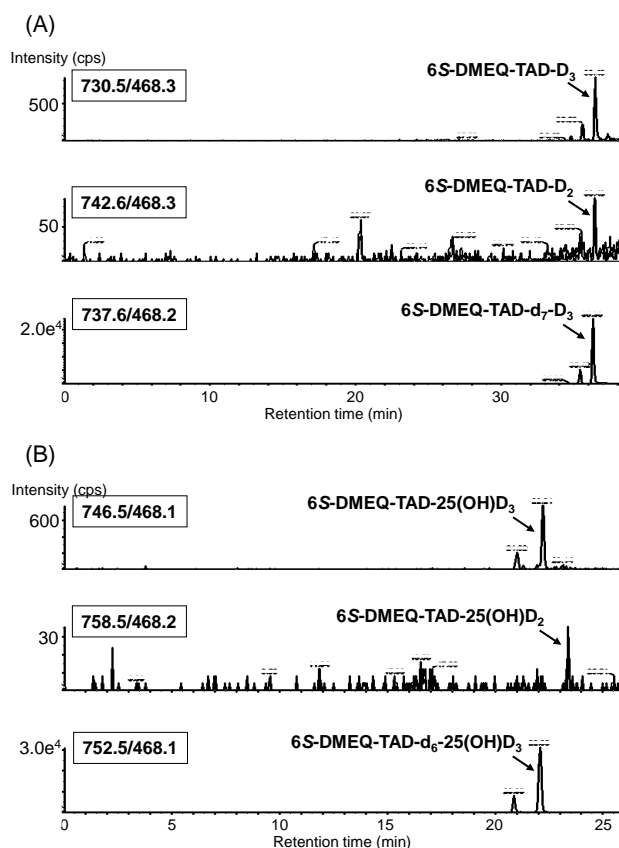 (A)
Intensity (cps)
730.5/468.3
6S-DMEQ-TAD-D3
500
742.6/468.3
6S-DMEQ-TAD-D2
50
737.6/468.2
6S-DMEQ-TAD-d7-D3
2.0e4
0 10 20 30
Retention time (min)
(B)
Intensity (cps)
746.5/468.1
6S-DMEQ-TAD-25(OH)D3
600
758.5/468.2
6S-DMEQ-TAD-25(OH)D2
30
752.5/468.1
6S-DMEQ-TAD-d6-25(OH)D3
3.0e4
0 5 10 15 20 25
Retention time (min)